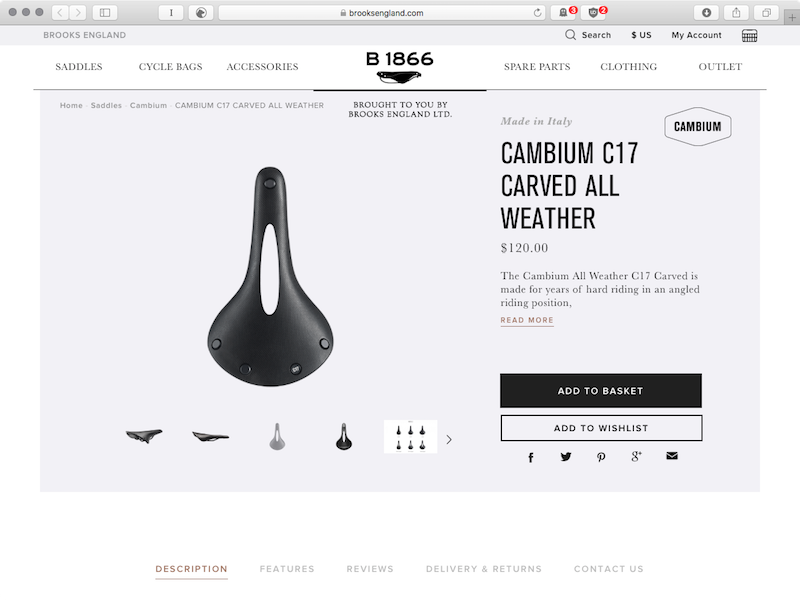 I
brooksengland.com
3
2
BROOKS ENGLAND
Search
$ US
My Account
SADDLES
CYCLE BAGS
ACCESSORIES
B 1866
SPARE PARTS
CLOTHING
OUTLET
Home · Saddles · Cambium · CAMBIUM C17 CARVED ALL WEATHER
BROUGHT TO YOU BY
BROOKS ENGLAND LTD.
Made in Italy
CAMBIUM
CAMBIUM C17
CARVED ALL
WEATHER
$120.00
The Cambium All Weather C17 Carved is
made for years of hard riding in an angled
riding position,
READ MORE
ADD TO BASKET
ADD TO WISHLIST
DESCRIPTION
FEATURES
REVIEWS
DELIVERY & RETURNS
CONTACT US